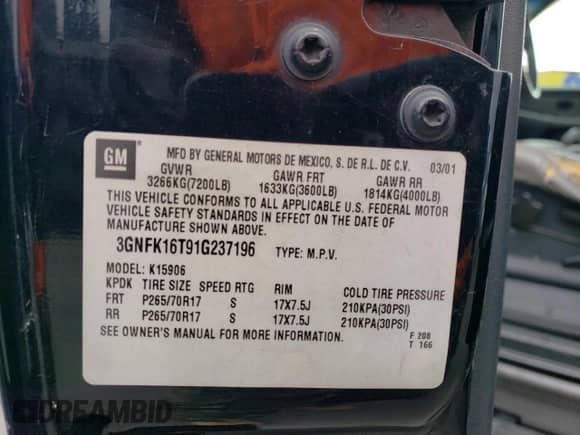 GM
MFD BY GENERAL MOTORS DE MEXICO, S. DE R.L. DE C.V. 03/01
GVWR GAWR FRT GAWR RR
3266KG(7200LB) 1633KG(3600LB) 1814KG(4000LB)
THIS VEHICLE CONFORMS TO ALL APPLICABLE U.S. FEDERAL MOTOR
VEHICLE SAFETY STANDARDS IN EFFECT ON THE DATE OF
MANUFACTURE SHOWN ABOVE.
3GNFK16T91G237196 TYPE: M.P.V.
MODEL: K15906
KPDK TIRE SIZE SPEED RTG RIM COLD TIRE PRESSURE
FRT P265/70R17 S 17X7.5J 210KPA(30PSI)
RR P265/70R17 S 17X7.5J 210KPA(30PSI)
SEE OWNER'S MANUAL FOR MORE INFORMATION. F 208
T 166
DREAMBID